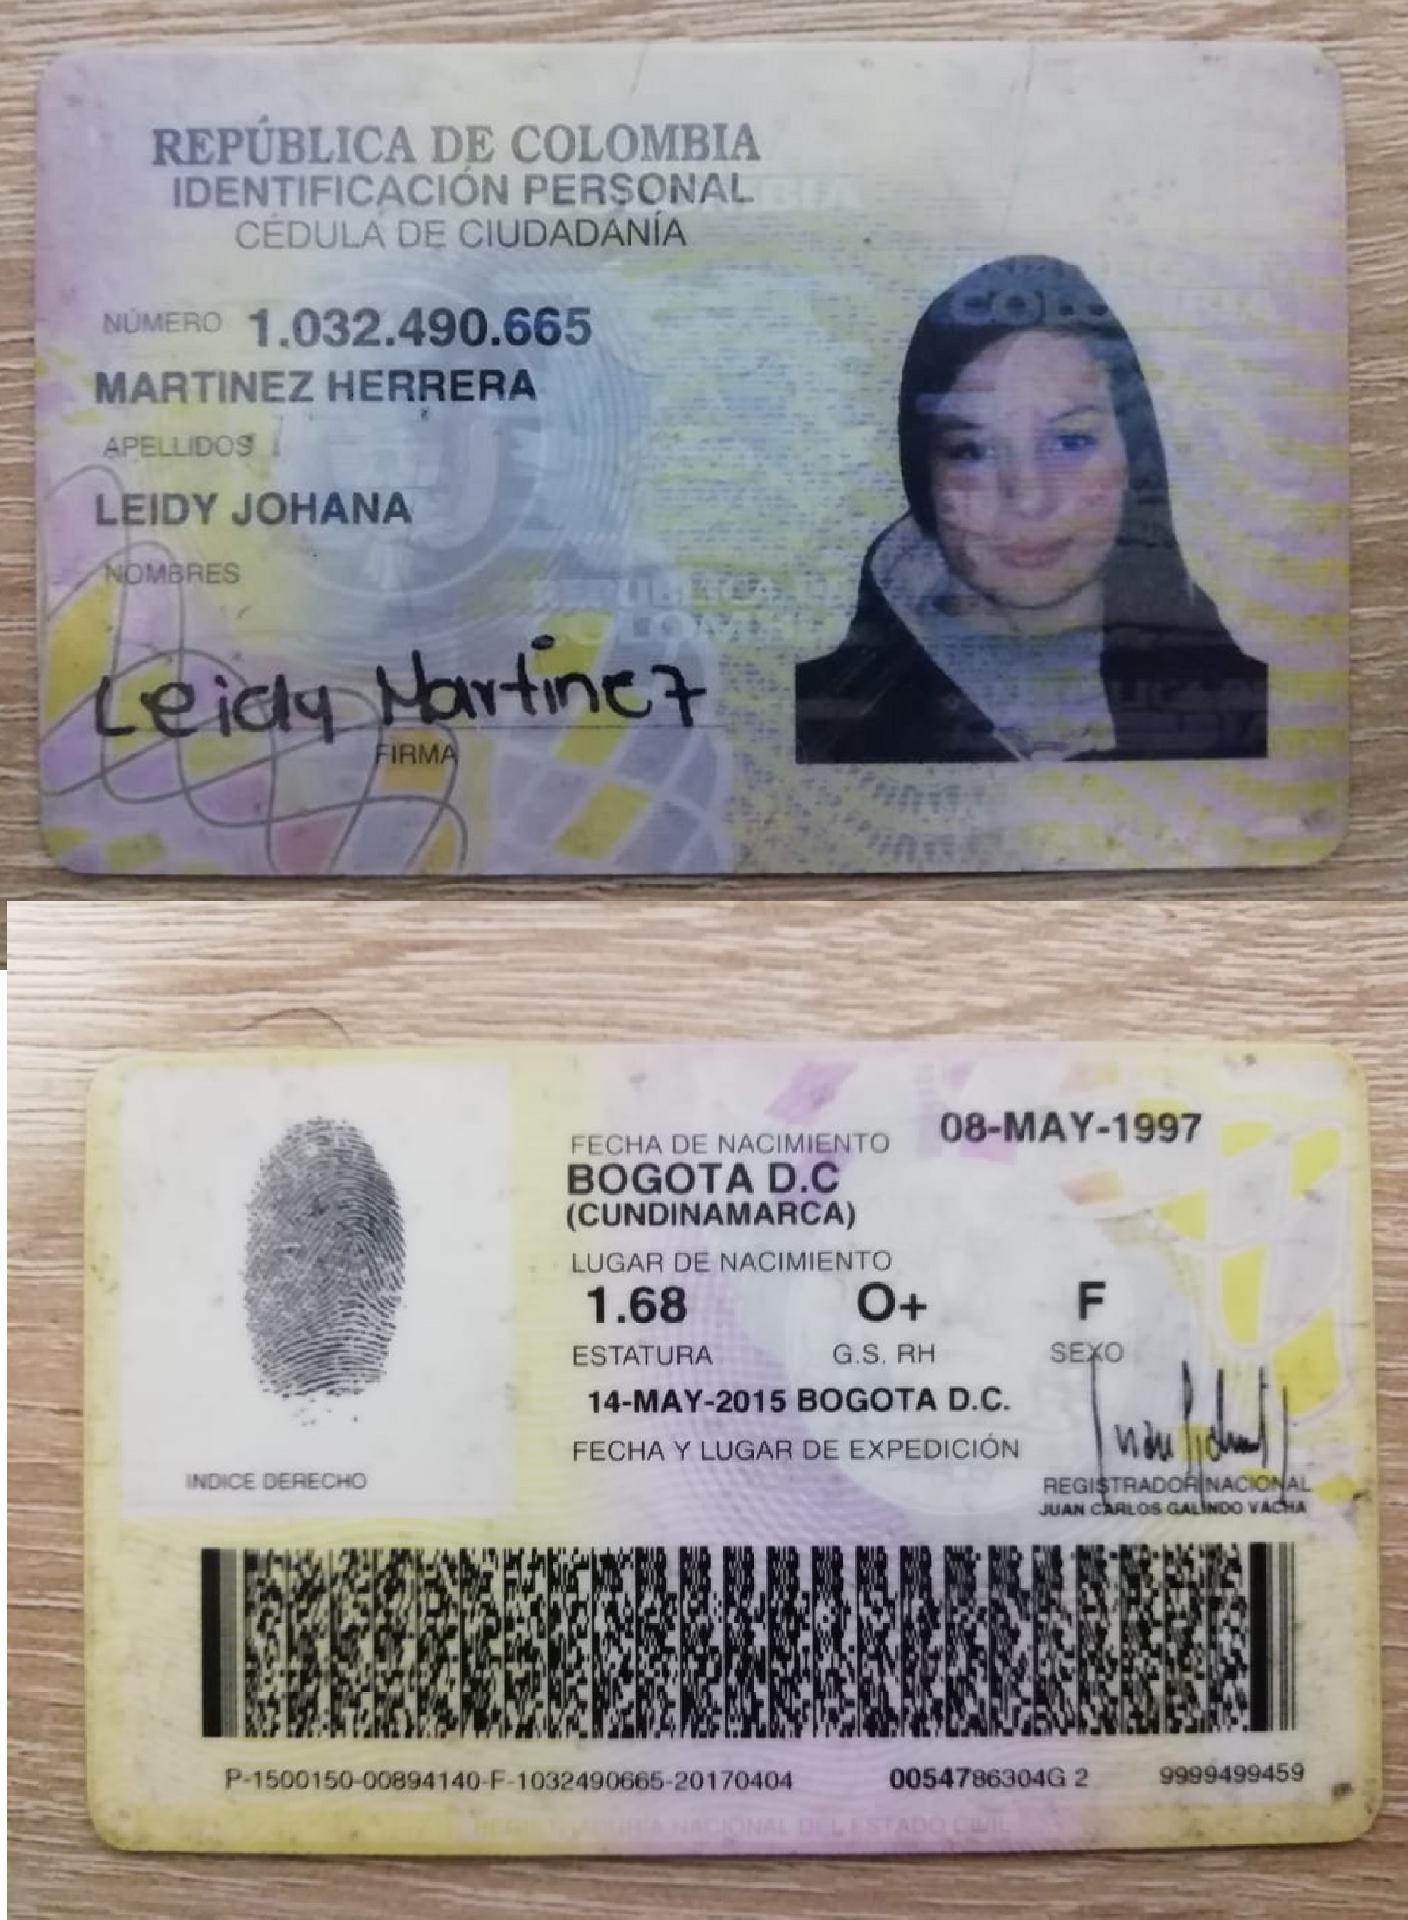 REPÚBLICA DE COLOMBIA
IDENTIFICACIÓN PERSONAL
CÉDULA DE CIUDADANÍA
NÚMERO 1.032.490.665
MARTINEZ HERRERA
APELLIDOS
LEIDY JOHANA
NOMBRES
Leidy Martinez
FIRMA
FECHA DE NACIMIENTO 08-MAY-1997
BOGOTA D.C
(CUNDINAMARCA)
LUGAR DE NACIMIENTO
1.68 O+ F
ESTATURA G.S. RH SEXO
14-MAY-2015 BOGOTA D.C.
FECHA Y LUGAR DE EXPEDICIÓN
INDICE DERECHO
REGISTRADOR NACIONAL
JUAN CARLOS GALINDO VACHA
P-1500150-00894140-F-1032490665-20170404 0054786304G 2 9999499459
REGISTRADURIA NACIONAL DEL ESTADO CIVIL